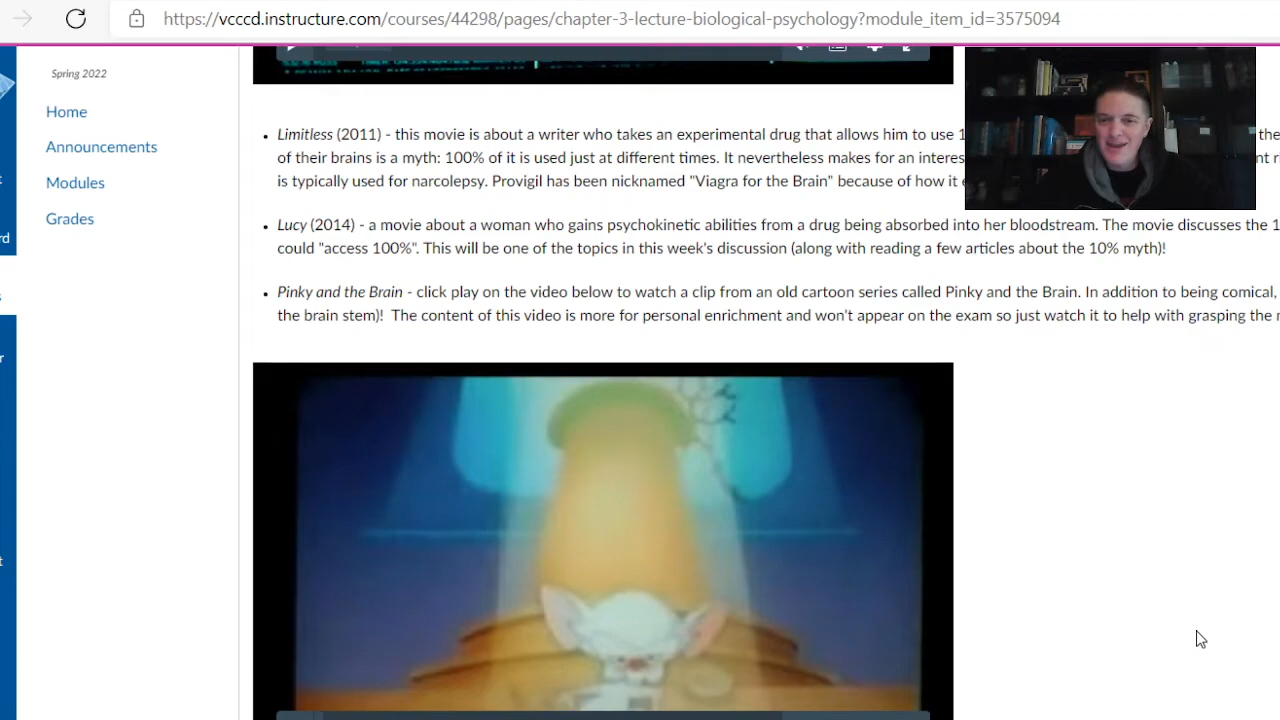 https://vcccd.instructure.com/courses/44298/pages/chapter-3-lecture-biological-psychology?module_item_id=3575094
Spring 2022
Home
Announcements
Modules
Grades
Limitless (2011) - this movie is about a writer who takes an experimental drug that allows him to use 1 the
of their brains is a myth: 100% of it is used just at different times. It nevertheless makes for an interes nt ri
is typically used for narcolepsy. Provigil has been nicknamed "Viagra for the Brain" because of how it e
Lucy (2014) - a movie about a woman who gains psychokinetic abilities from a drug being absorbed into her bloodstream. The movie discusses the 1
could "access 100%". This will be one of the topics in this week's discussion (along with reading a few articles about the 10% myth)!
Pinky and the Brain - click play on the video below to watch a clip from an old cartoon series called Pinky and the Brain. In addition to being comical,
the brain stem)! The content of this video is more for personal enrichment and won't appear on the exam so just watch it to help with grasping the
t
rd
s
r
t